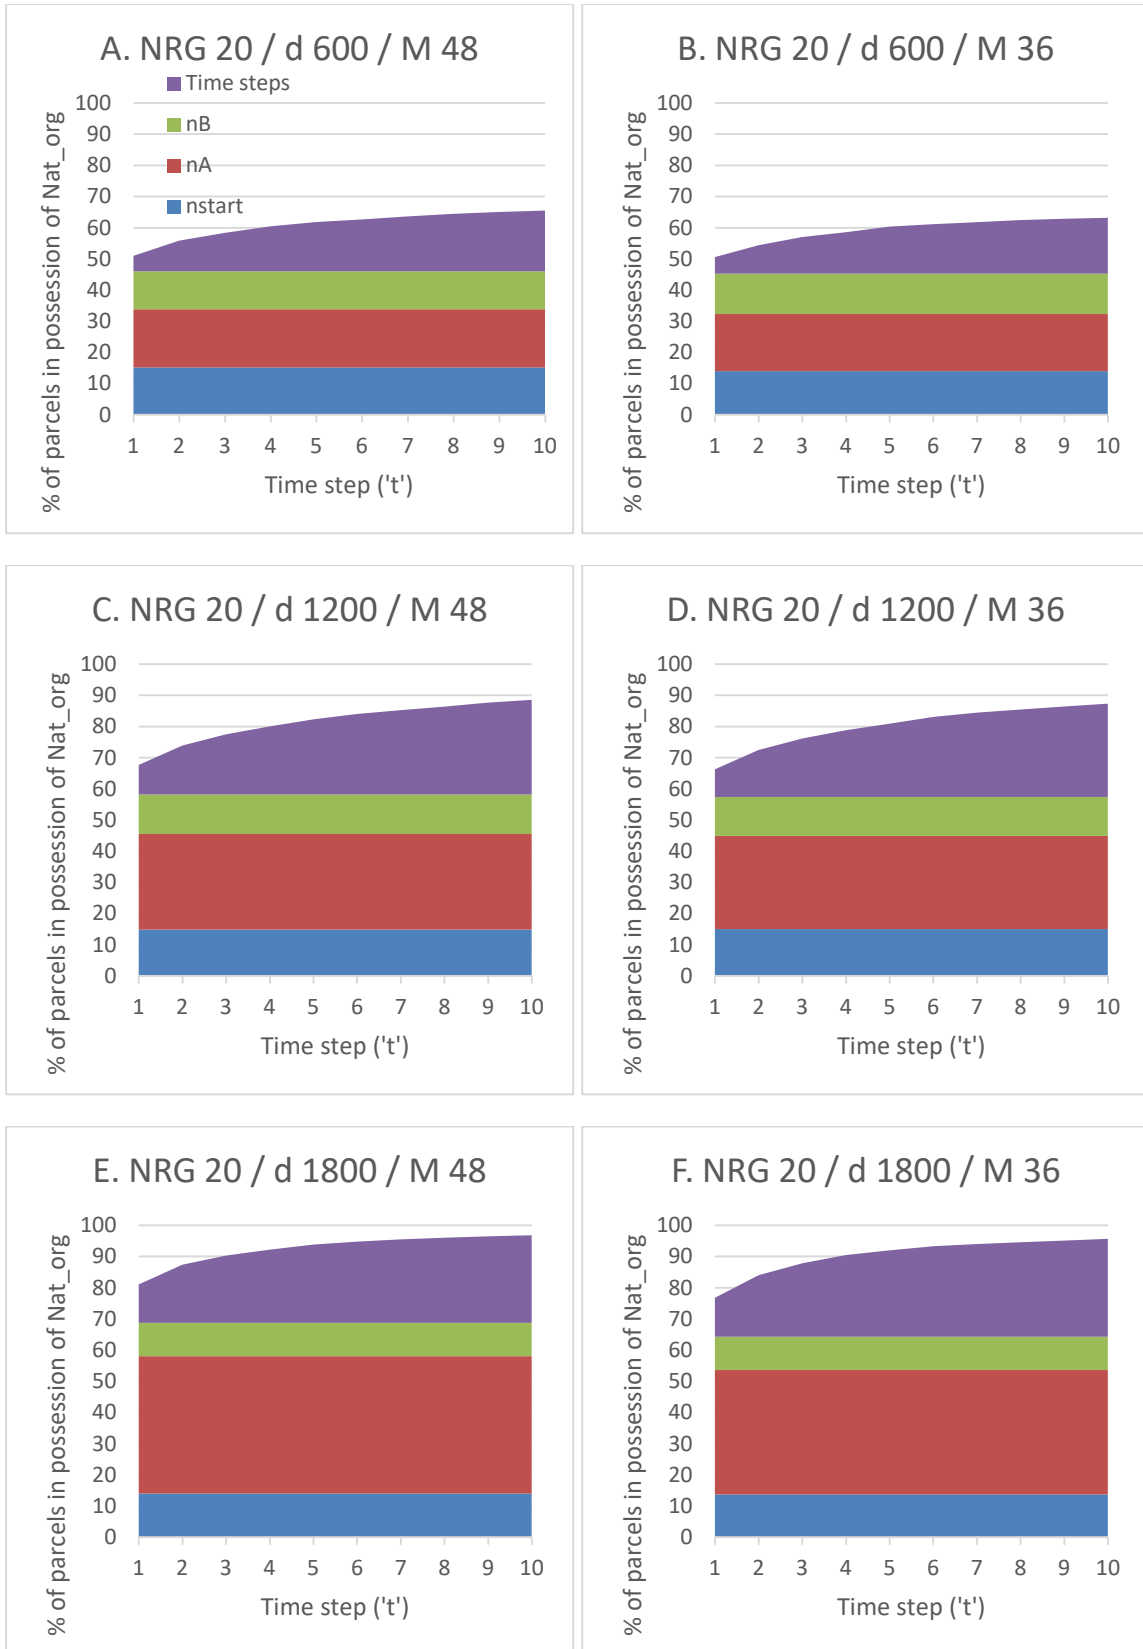 A. NRG 20 / d 600 / M 48
Time steps
nB
nA
nstart
% of parcels in possession of Nat_org
100
90
80
70
60
50
40
30
20
10
0
1 2 3 4 5 6 7 8 9 10
Time step ('t')
B. NRG 20 / d 600 / M 36
% of parcels in possession of Nat_org
100
90
80
70
60
50
40
30
20
10
0
1 2 3 4 5 6 7 8 9 10
Time step ('t')
C. NRG 20 / d 1200 / M 48
% of parcels in possession of Nat_org
100
90
80
70
60
50
40
30
20
10
0
1 2 3 4 5 6 7 8 9 10
Time step ('t')
D. NRG 20 / d 1200 / M 36
% of parcels in possession of Nat_org
100
90
80
70
60
50
40
30
20
10
0
1 2 3 4 5 6 7 8 9 10
Time step ('t')
E. NRG 20 / d 1800 / M 48
% of parcels in possession of Nat_org
100
90
80
70
60
50
40
30
20
10
0
1 2 3 4 5 6 7 8 9 10
Time step ('t')
F. NRG 20 / d 1800 / M 36
% of parcels in possession of Nat_org
100
90
80
70
60
50
40
30
20
10
0
1 2 3 4 5 6 7 8 9 10
Time step ('t')